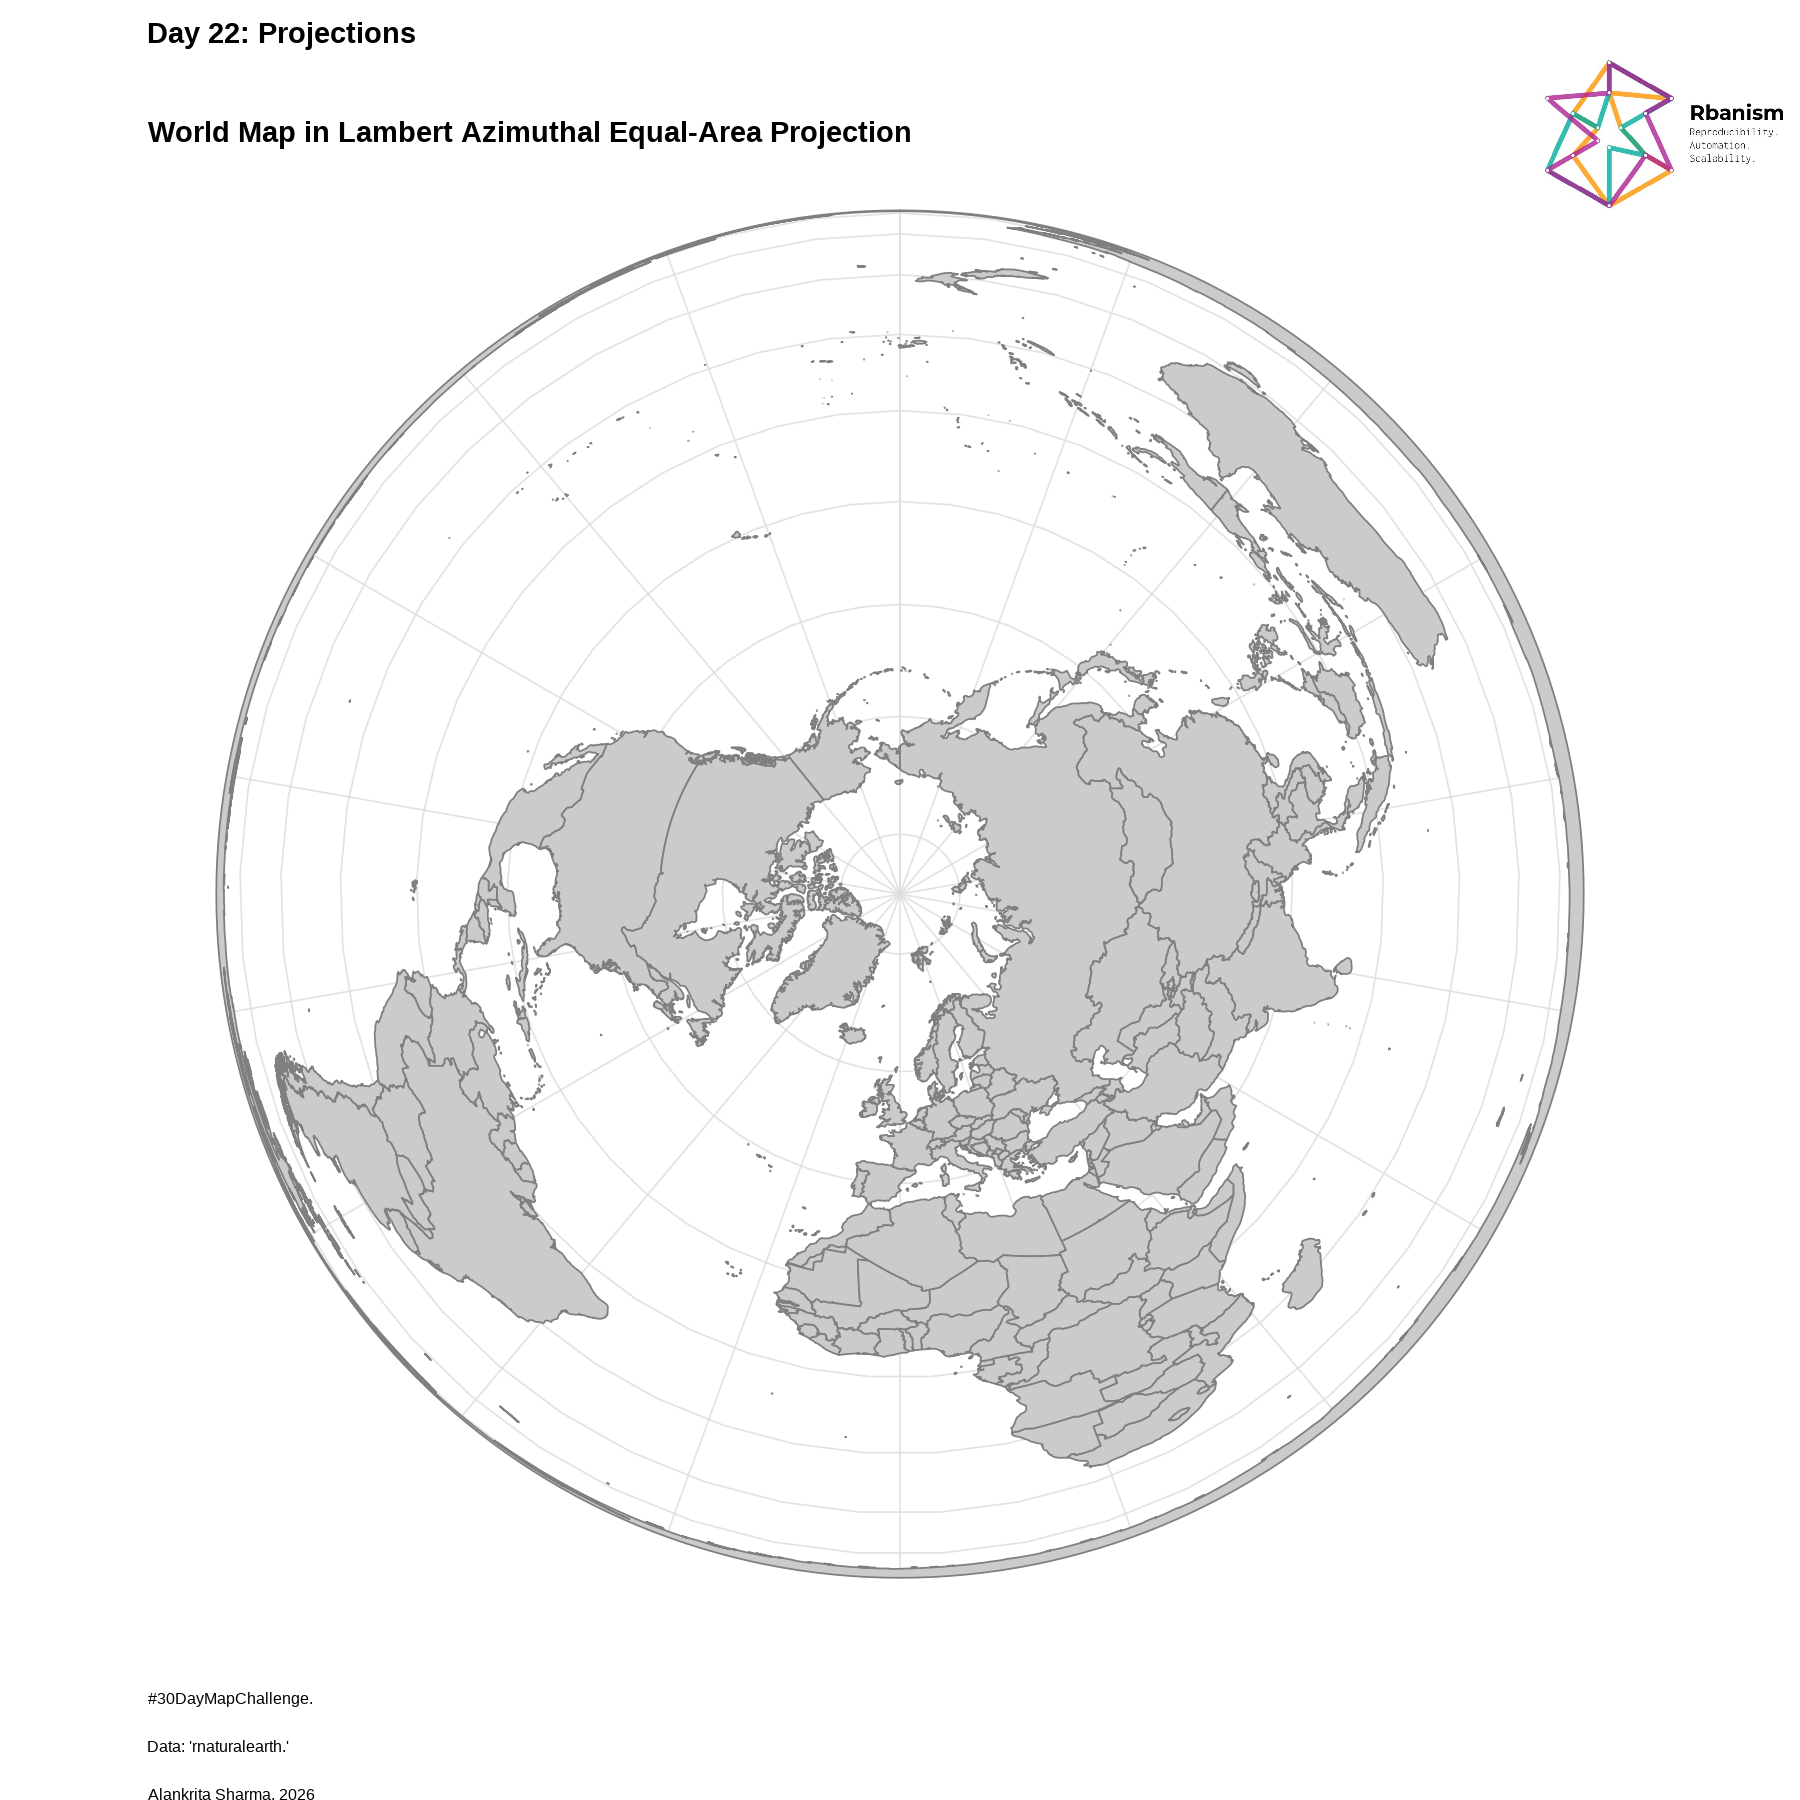 Day 22: Projections
World Map in Lambert Azimuthal Equal-Area Projection
Rbanism
Reproducibility.
Automation.
Scalability.
#30DayMapChallenge.
Data: 'rnaturalearth.'
Alankrita Sharma. 2026